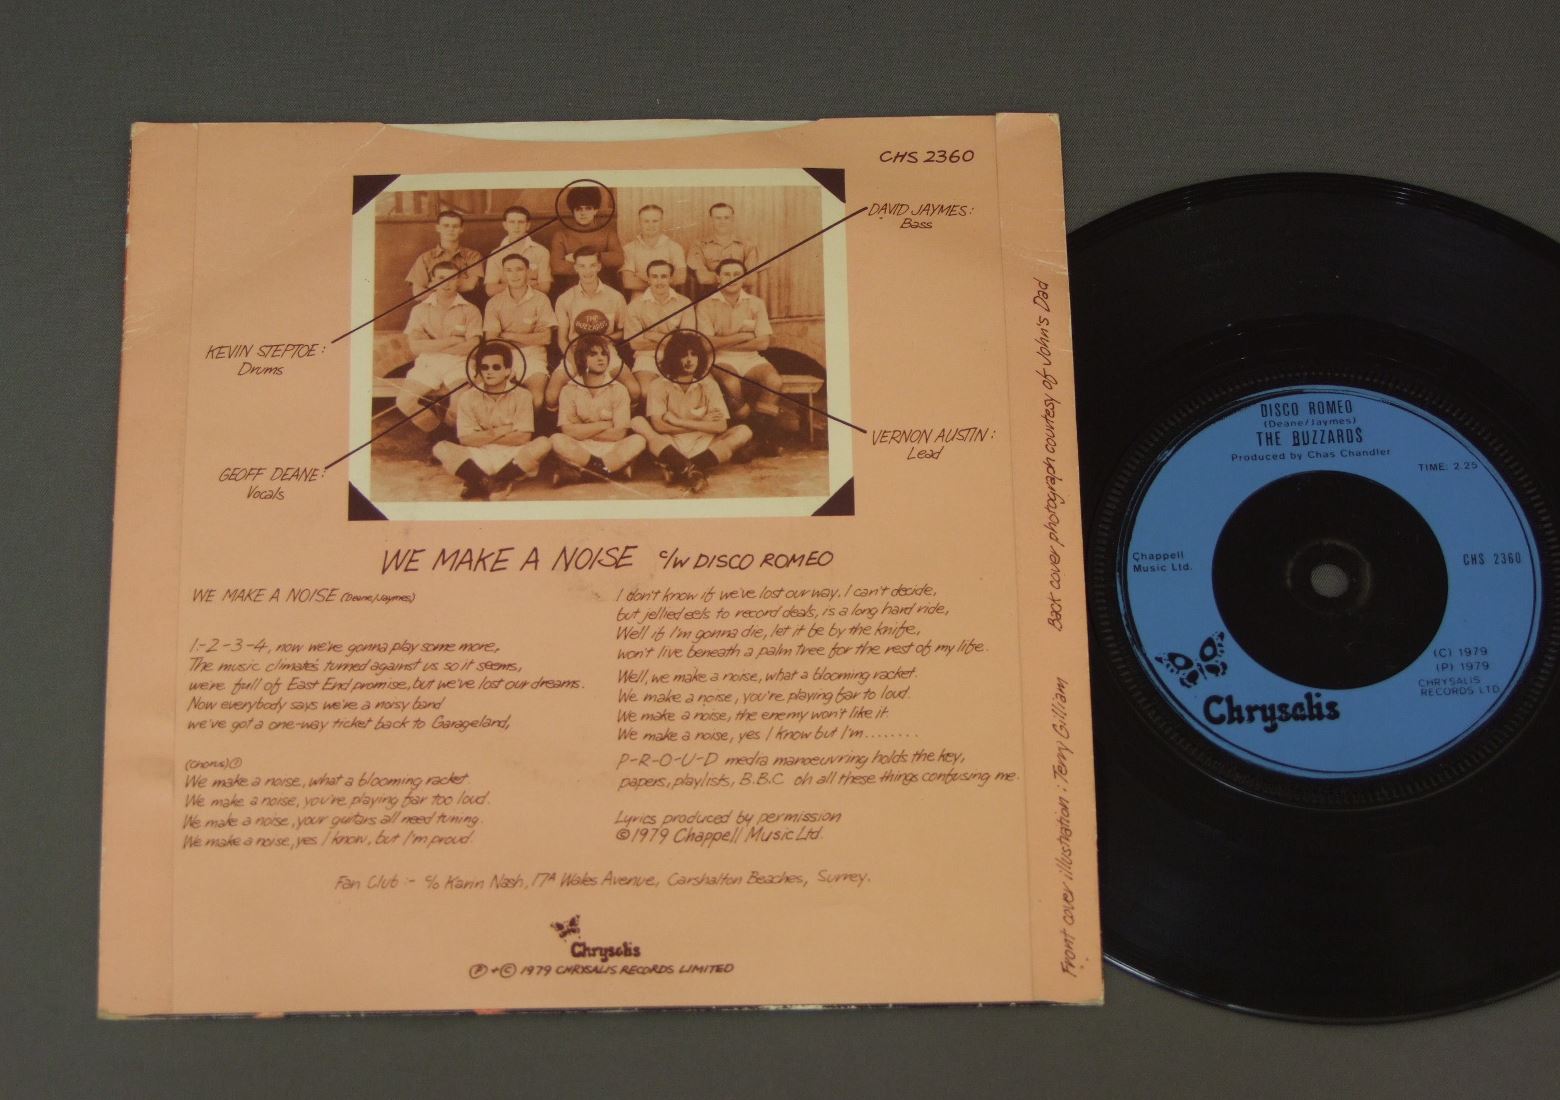 CHS 2360
DAVID JAYMES:
Bass
THE
BUZZARDS
KEVIN STEPTOE:
Drums
VERNON AUSTIN:
Lead
GEOFF DEANE:
Vocals
WE MAKE A NOISE c/w DISCO ROMEO
WE MAKE A NOISE (Deane/Jaymes)
1-2-3-4, now we're gonna play some more,
The music climate's turned against us so it seems,
we're full of East End promise, but we've lost our dreams.
Now everybody says we're a noisy band
we've got a one-way ticket back to Garageland,
(Chorus)①
We make a noise, what a blooming racket.
We make a noise, you're playing far too loud.
We make a noise, your guitars all need tuning.
We make a noise, yes I know, but I'm proud.
I don't know if we've lost our way, I can't decide,
but jellied eels to record deals, is a long hard ride,
Well if I'm gonna die, let it be by the knife,
won't live beneath a palm tree for the rest of my life.
Well, we make a noise, what a blooming racket.
We make a noise, you're playing far to loud.
We make a noise, the enemy won't like it.
We make a noise, yes I know but I'm........
P-R-O-U-D media manoeuvring holds the key,
papers, playlists, B.B.C oh all these things confusing me.
Lyrics produced by permission
©1979 Chappell Music Ltd.
Fan Club :- c/o Karin Nash, 17A Wales Avenue, Carshalton Beaches, Surrey.
Chrysalis
℗ + © 1979 CHRYSALIS RECORDS LIMITED
Front cover illustration : Terry Gilliam
Back cover photograph courtesy of John's Dad
DISCO ROMEO
(Deane/Jaymes)
THE BUZZARDS
Produced by Chas Chandler
TIME: 2.25
Chappell
Music Ltd.
CHS 2360
(C) 1979
(P) 1979
CHRYSALIS
RECORDS LTD
Chrysalis